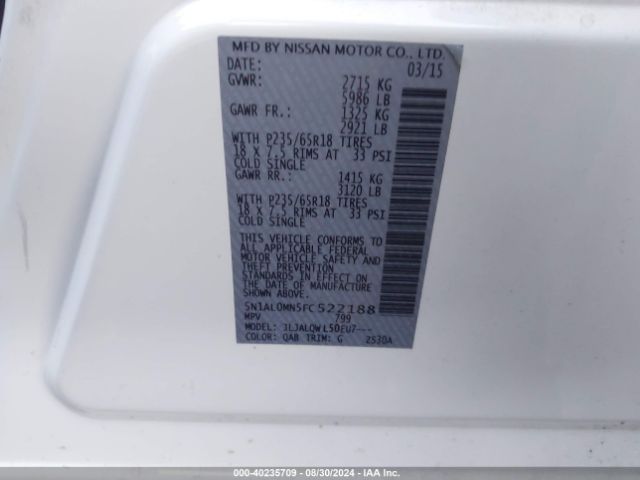 MFD BY NISSAN MOTOR CO., LTD.
DATE: 03/15
GVWR: 2715 KG
5986 LB
GAWR FR.: 1325 KG
2921 LB
WITH P235/65R18 TIRES
18 X 7.5 RIMS AT 33 PSI
COLD SINGLE
GAWR RR.: 1415 KG
3120 LB
WITH P235/65R18 TIRES
18 X 7.5 RIMS AT 33 PSI
COLD SINGLE
THIS VEHICLE CONFORMS TO
ALL APPLICABLE FEDERAL
MOTOR VEHICLE SAFETY AND
THEFT PREVENTION
STANDARDS IN EFFECT ON
THE DATE OF MANUFACTURE
SHOWN ABOVE.
5N1AL0MN5FC522188
MPV 799
MODEL: JLJALQWL50EU7---
COLOR: QAB TRIM: G 2S30A
000-40235709 - 08/30/2024 - IAA Inc.